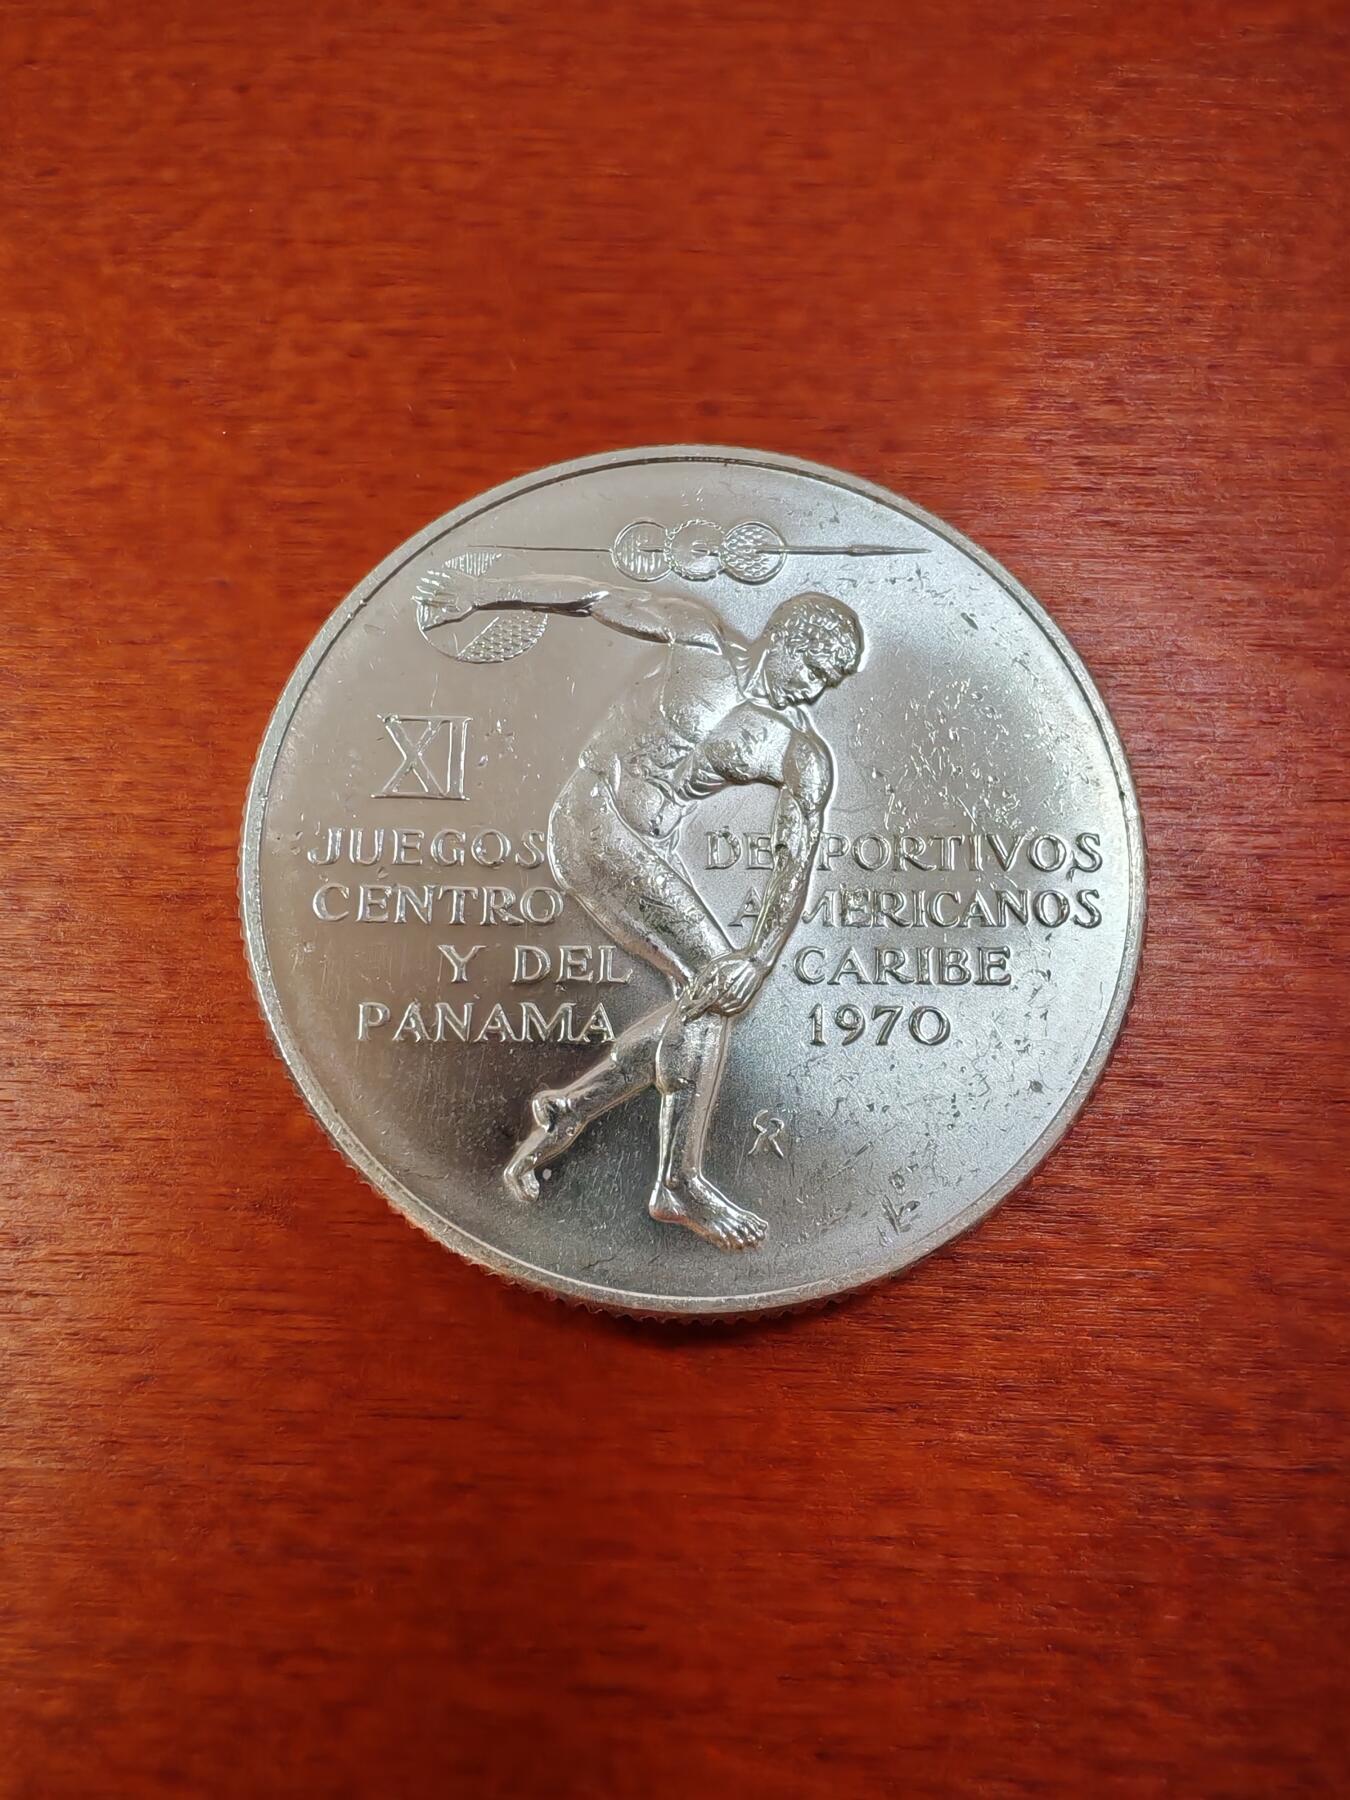 XI
JUEGOS DEPORTIVOS
CENTRO AMERICANOS
Y DEL CARIBE
PANAMA 1970